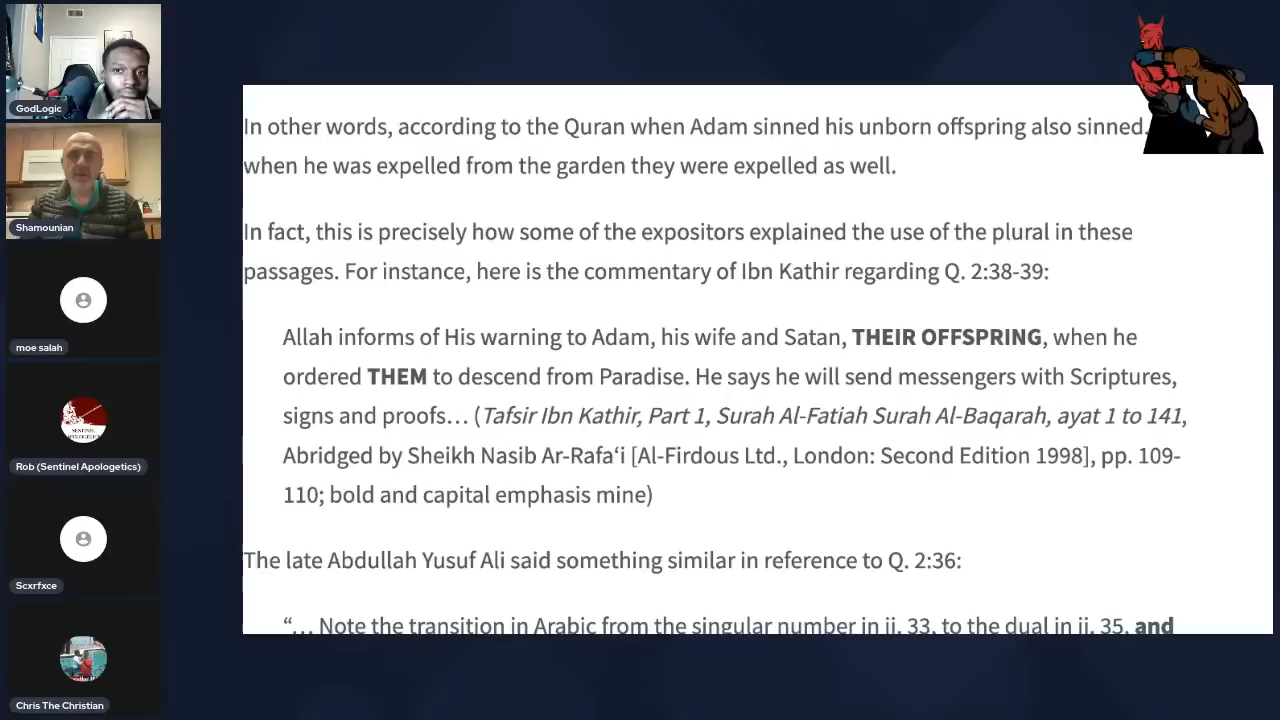 GodLogic
Shamounian
moe salah
Rob (Sentinel Apologetics)
SENTINEL
APOLOGETICS
Scxrfxce
Chris The Christian
In other words, according to the Quran when Adam sinned his unborn offspring also sinned.
when he was expelled from the garden they were expelled as well.
In fact, this is precisely how some of the expositors explained the use of the plural in these
passages. For instance, here is the commentary of Ibn Kathir regarding Q. 2:38-39:
Allah informs of His warning to Adam, his wife and Satan, THEIR OFFSPRING, when he
ordered THEM to descend from Paradise. He says he will send messengers with Scriptures,
signs and proofs… (Tafsir Ibn Kathir, Part 1, Surah Al-Fatiah Surah Al-Baqarah, ayat 1 to 141,
Abridged by Sheikh Nasib Ar-Rafa‘i [Al-Firdous Ltd., London: Second Edition 1998], pp. 109-
110; bold and capital emphasis mine)
The late Abdullah Yusuf Ali said something similar in reference to Q. 2:36:
“… Note the transition in Arabic from the singular number in ii. 33, to the dual in ii. 35, and